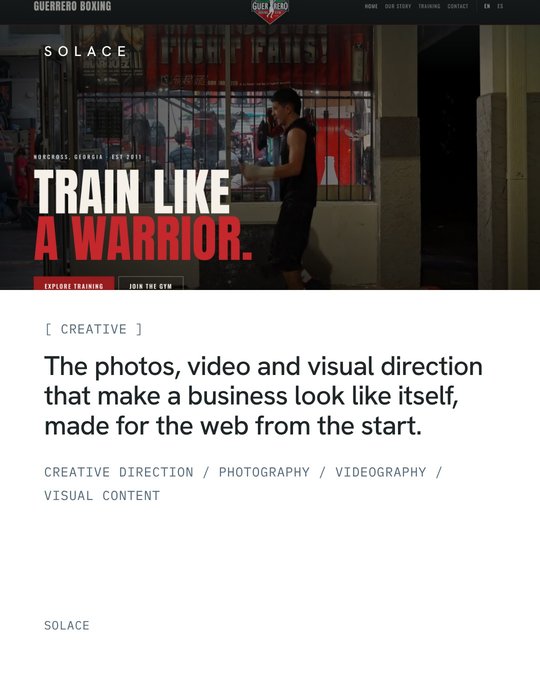 GUERRERO BOXING
GUERRERO
HOME OUR STORY TRAINING CONTACT EN ES
FIGHT FANS!
SOLACE
NORCROSS, GEORGIA · EST 2011
TRAIN LIKE
A WARRIOR.
EXPLORE TRAINING JOIN THE GYM
[ CREATIVE ]
The photos, video and visual direction
that make a business look like itself,
made for the web from the start.
CREATIVE DIRECTION / PHOTOGRAPHY / VIDEOGRAPHY /
VISUAL CONTENT
SOLACE